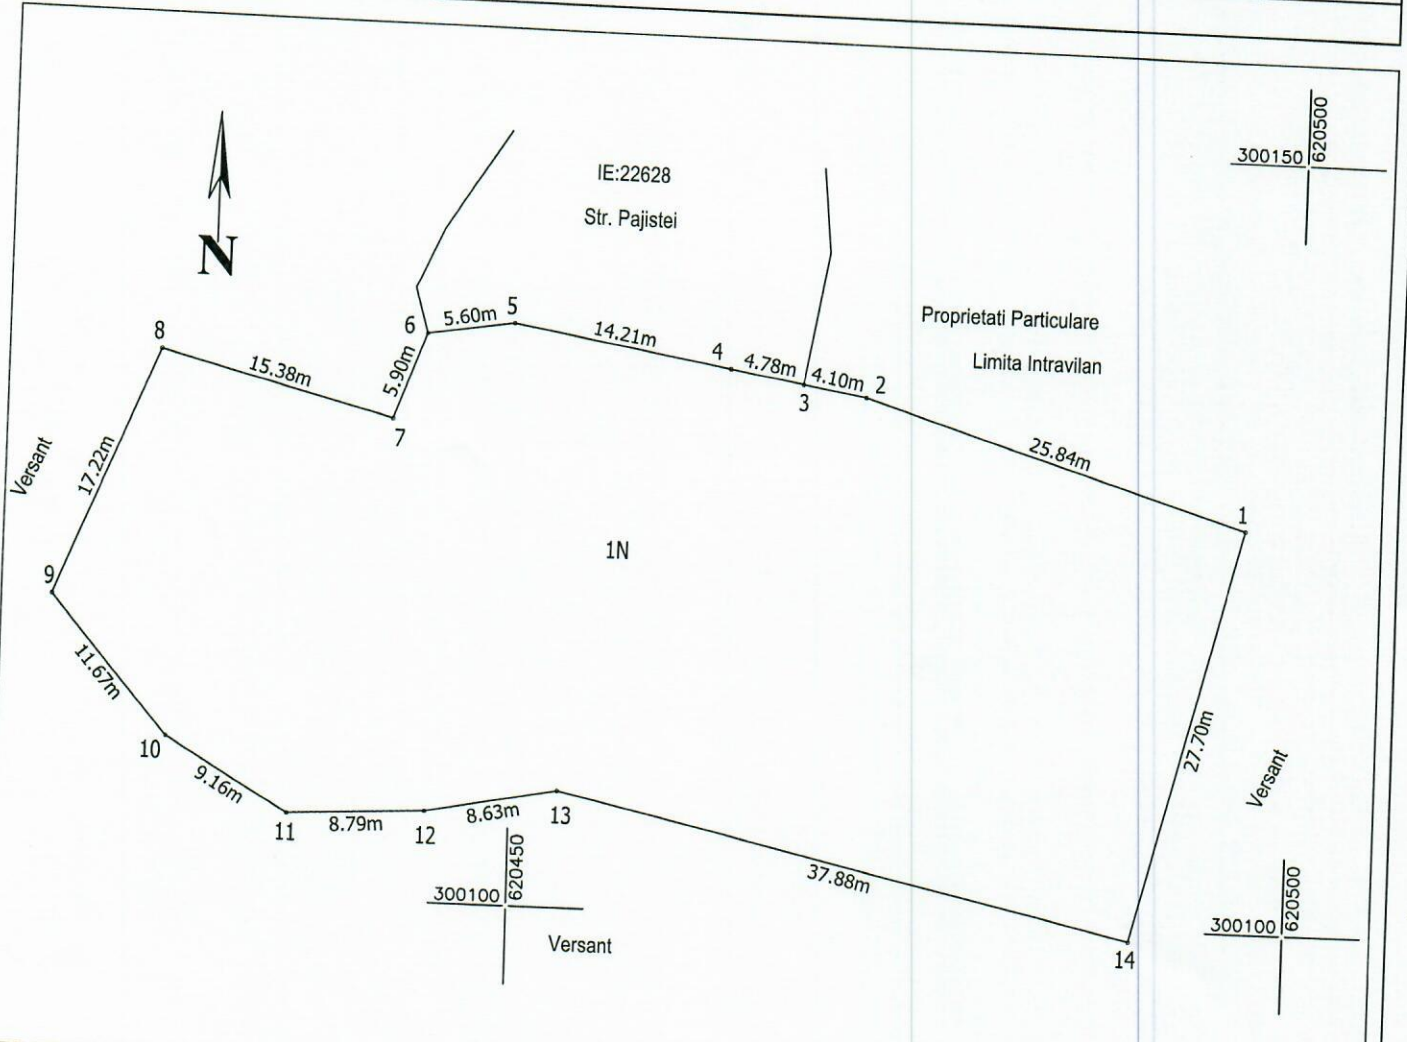 620500
300150
IE:22628
Str. Pajistei
N
Proprietati Particulare
Limita Intravilan
8
15.38m
6
5.60m
5
14.21m
4
4.78m
3
4.10m
2
5.90m
7
25.84m
1
17.22m
Versant
1N
9
11.67m
10
9.16m
11
8.79m
12
8.63m
13
37.88m
27.70m
Versant
14
300100
620450
Versant
300100
620500